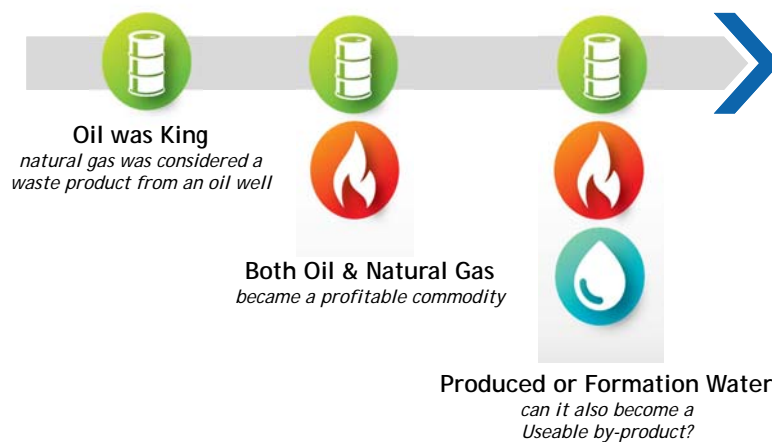 Oil was King
natural gas was considered a
waste product from an oil well
Both Oil & Natural Gas
became a profitable commodity
Produced or Formation Water
can it also become a
Useable by-product?